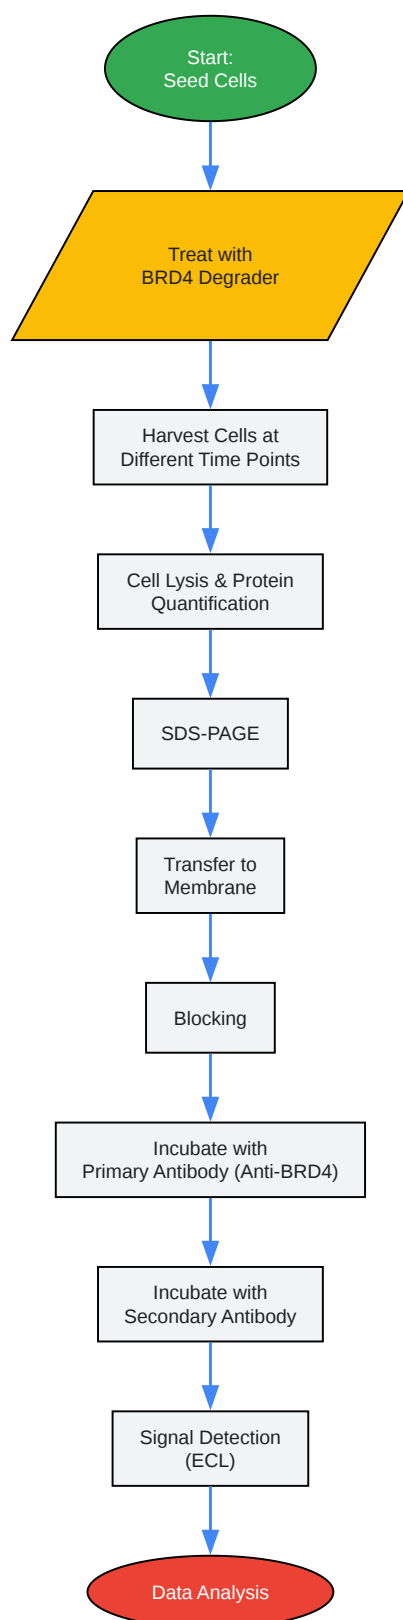 Start:
Seed Cells
Treat with
BRD4 Degrader
Harvest Cells at
Different Time Points
Cell Lysis & Protein
Quantification
SDS-PAGE
Transfer to
Membrane
Blocking
Incubate with
Primary Antibody (Anti-BRD4)
Incubate with
Secondary Antibody
Signal Detection
(ECL)
Data Analysis